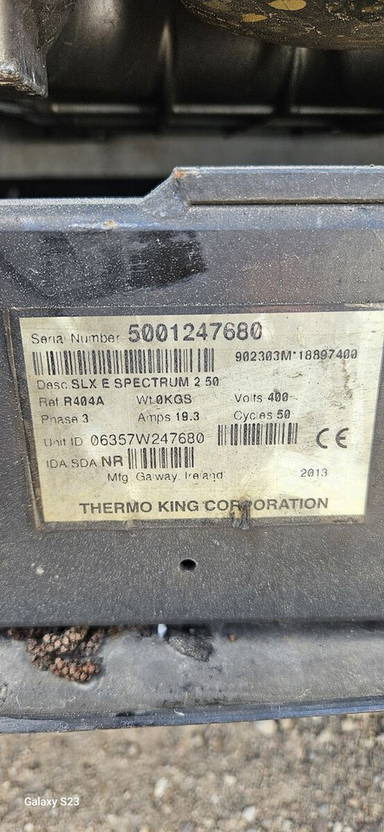 Serial Number 5001247680
902303M*18897400
Desc SLX E SPECTRUM 2 50
Ref R404A Wt 0KGS Volts 400
Phase 3 Amps 19.3 Cycles 50
Unit ID 06357W247680 CE
IDA SDA NR
Mfg Galway Ireland 2013
THERMO KING CORPORATION
Galaxy S23